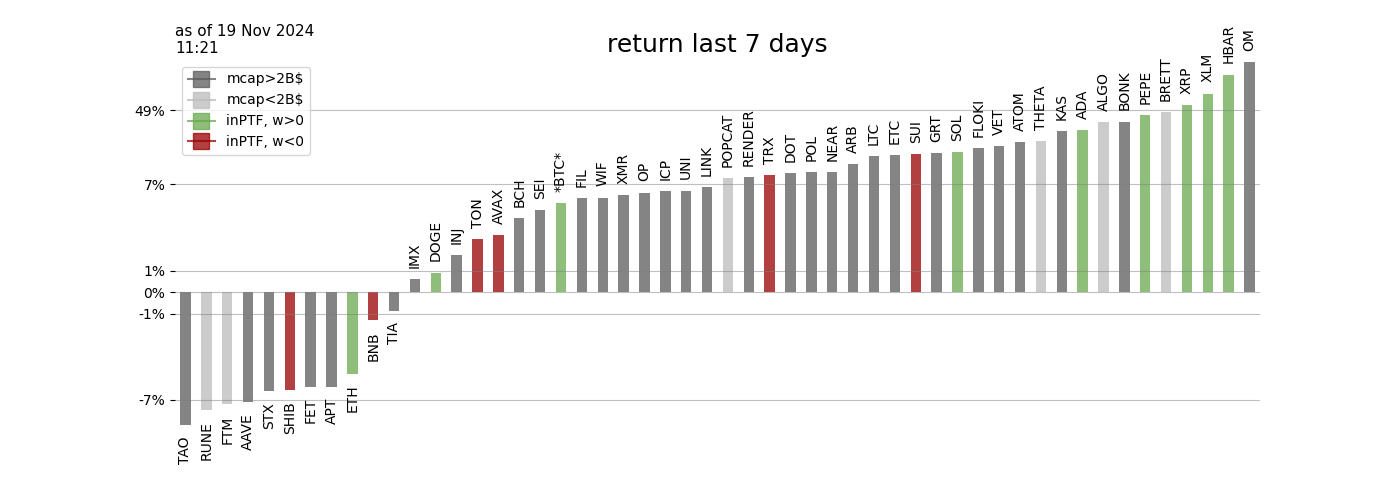 as of 19 Nov 2024
11:21
return last 7 days
mcap>2B$
mcap<2B$
inPTF, w>0
inPTF, w<0
49%
7%
1%
0%
-1%
-7%
TAO
RUNE
FTM
AAVE
STX
SHIB
FET
APT
ETH
BNB
TIA
IMX
DOGE
INJ
TON
AVAX
BCH
SEI
*BTC*
FIL
WIF
XMR
OP
ICP
UNI
LINK
POPCAT
RENDER
TRX
DOT
POL
NEAR
ARB
LTC
ETC
SUI
GRT
SOL
FLOKI
VET
ATOM
THETA
KAS
ADA
ALGO
BONK
PEPE
BRETT
XRP
XLM
HBAR
OM